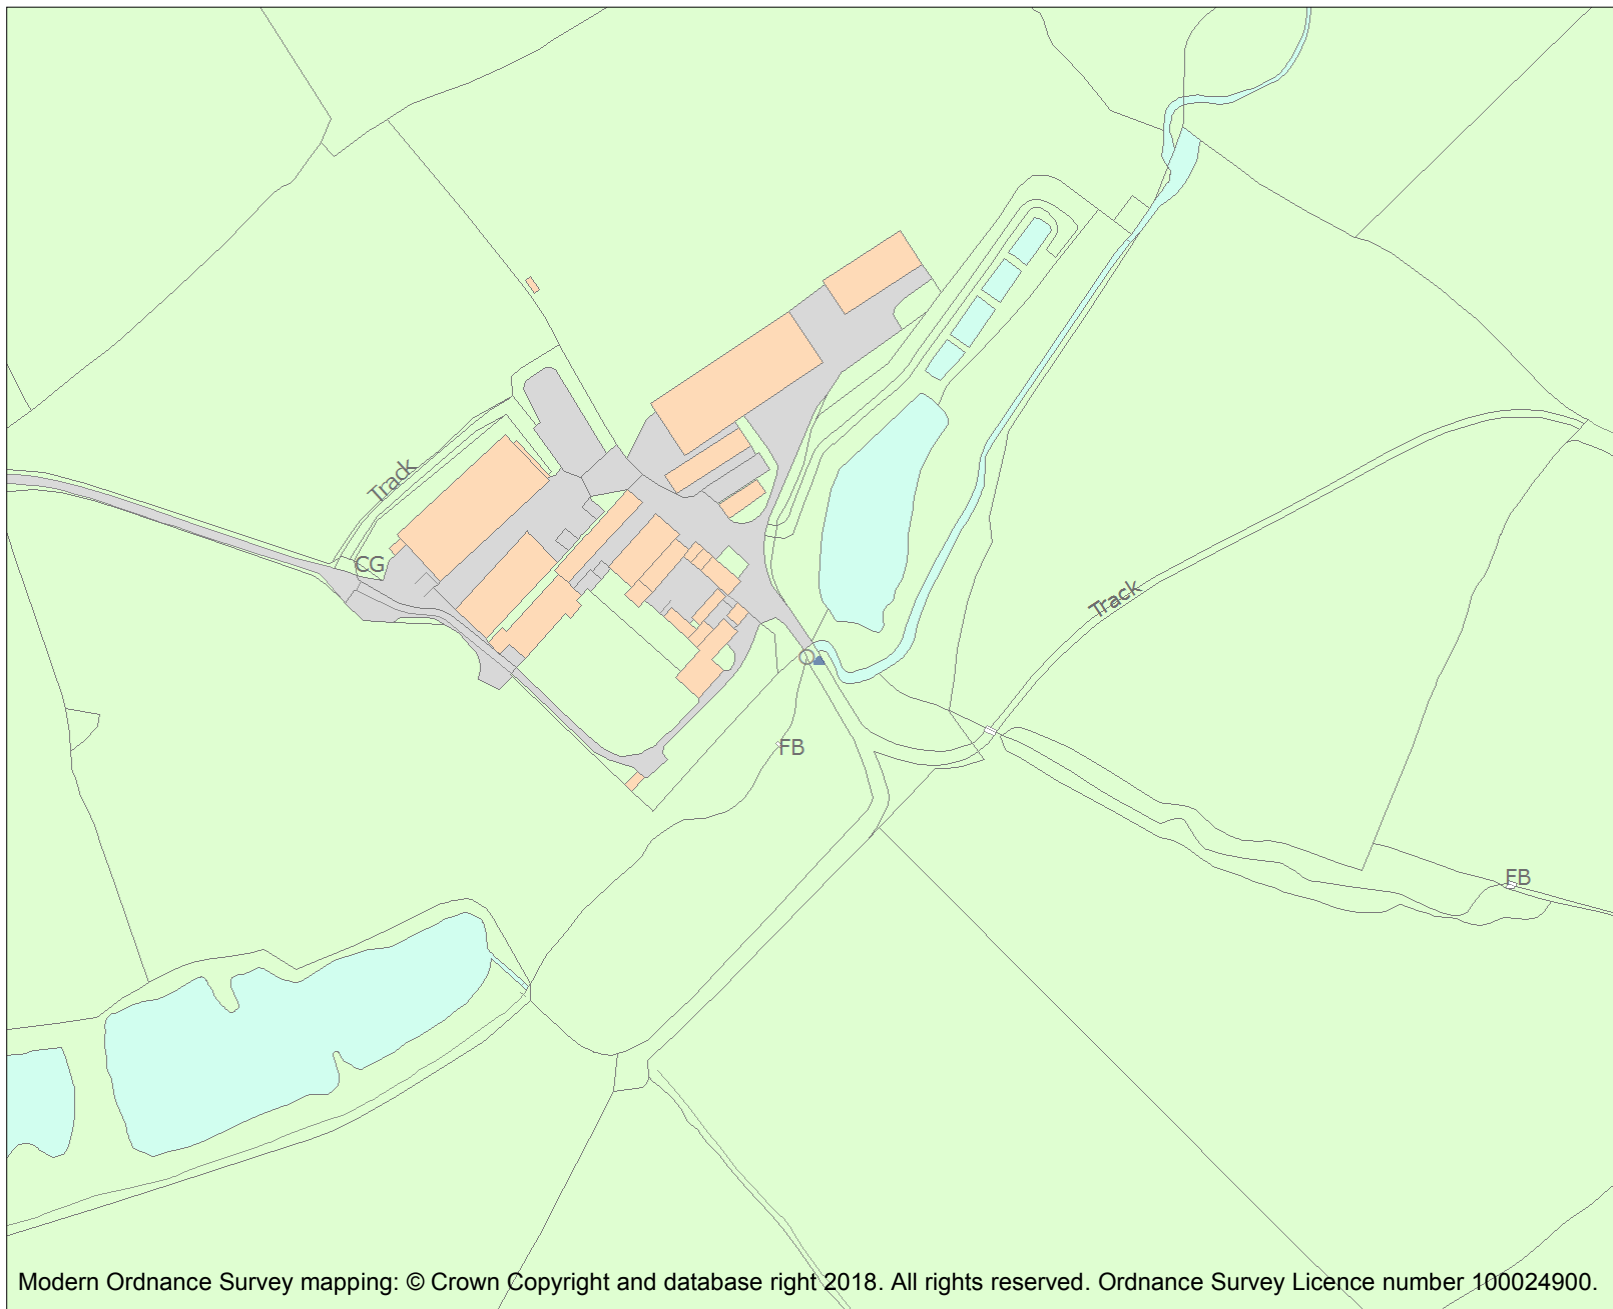 Track
CG
Track
FB
FB
Modern Ordnance Survey mapping: © Crown Copyright and database right 2018. All rights reserved. Ordnance Survey Licence number 100024900.